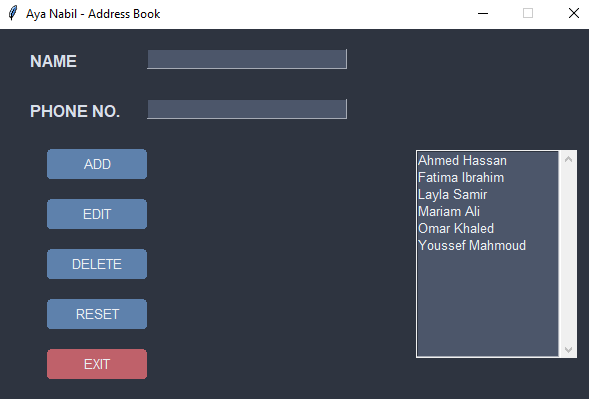 Aya Nabil - Address Book
NAME
PHONE NO.
ADD
EDIT
DELETE
RESET
EXIT
Ahmed Hassan
Fatima Ibrahim
Layla Samir
Mariam Ali
Omar Khaled
Youssef Mahmoud